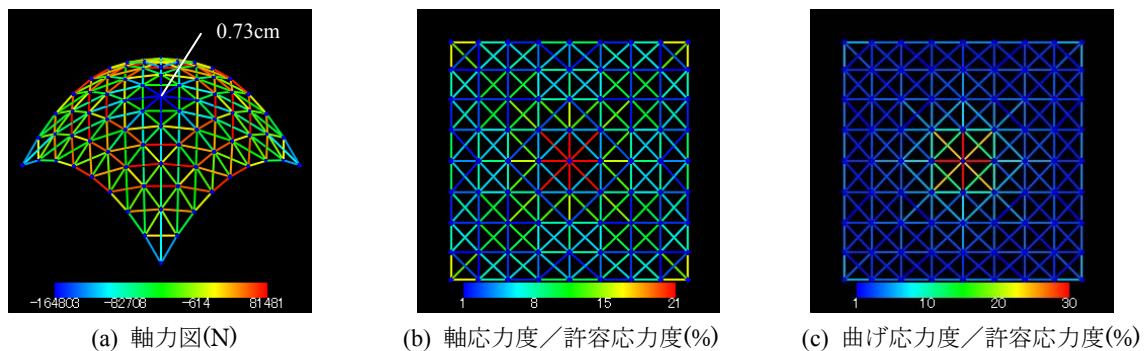 0.73cm
-164803 -82708 -614 81481
1 8 15 21
1 10 20 30
(a) 軸力図(N)
(b) 軸応力度／許容応力度(%)
(c) 曲げ応力度／許容応力度(%)